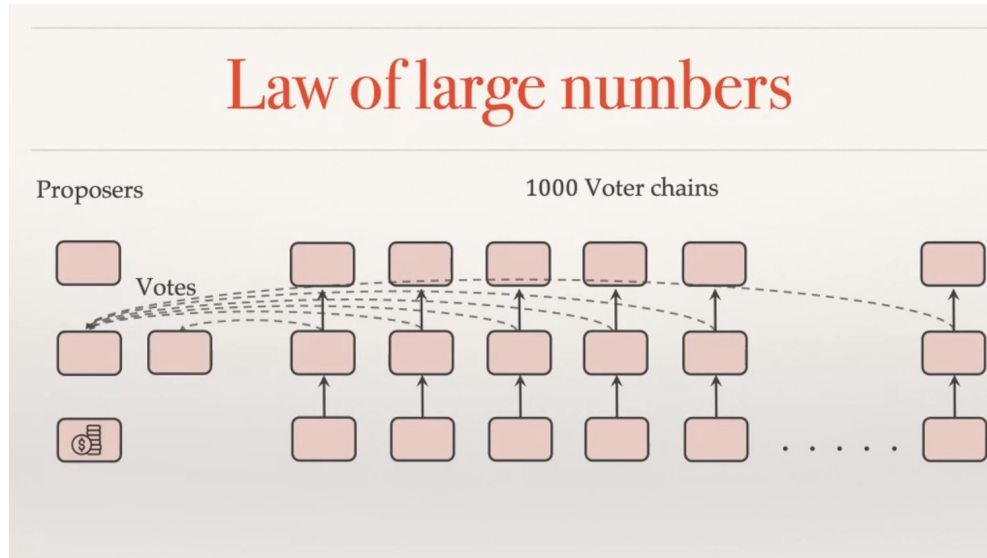 Law of large numbers
Proposers
1000 Voter chains
Votes
$
. . . . .